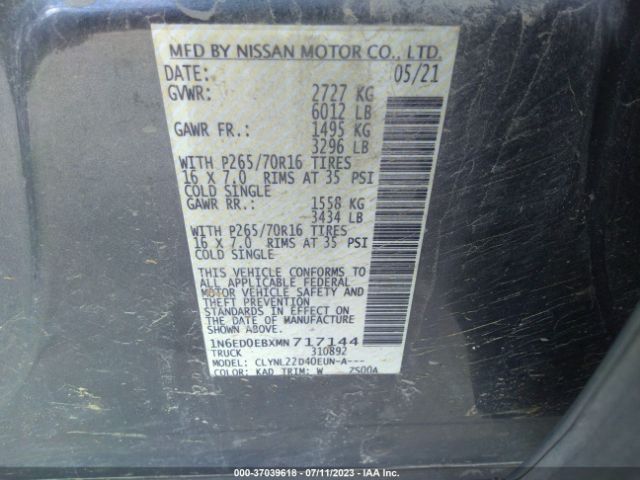 MFD BY NISSAN MOTOR CO., LTD.
DATE: 05/21
GVWR: 2727 KG
6012 LB
GAWR FR.: 1495 KG
3296 LB
WITH P265/70R16 TIRES
16 X 7.0 RIMS AT 35 PSI
COLD SINGLE
GAWR RR.: 1558 KG
3434 LB
WITH P265/70R16 TIRES
16 X 7.0 RIMS AT 35 PSI
COLD SINGLE
THIS VEHICLE CONFORMS TO
ALL APPLICABLE FEDERAL
MOTOR VEHICLE SAFETY AND
THEFT PREVENTION
STANDARDS IN EFFECT ON
THE DATE OF MANUFACTURE
SHOWN ABOVE.
1N6ED0EBXMN717144
TRUCK 310892
MODEL: CLYNL22D40EUN-A---
COLOR: KAD TRIM: W 2500A
000-37039618 - 07/11/2023 - IAA Inc.